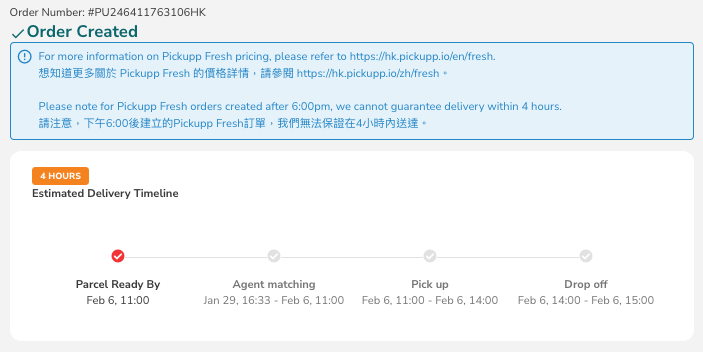 Order Number: #PU246411763106HK
Order Created
For more information on Pickupp Fresh pricing, please refer to https://hk.pickupp.io/en/fresh.
想知道更多關於 Pickupp Fresh 的價格詳情，請參閱 https://hk.pickupp.io/zh/fresh。
Please note for Pickupp Fresh orders created after 6:00pm, we cannot guarantee delivery within 4 hours.
請注意，下午6:00後建立的Pickupp Fresh訂單，我們無法保證在4小時內送達。
4 HOURS
Estimated Delivery Timeline
Parcel Ready By
Feb 6, 11:00
Agent matching
Jan 29, 16:33 - Feb 6, 11:00
Pick up
Feb 6, 11:00 - Feb 6, 14:00
Drop off
Feb 6, 14:00 - Feb 6, 15:00